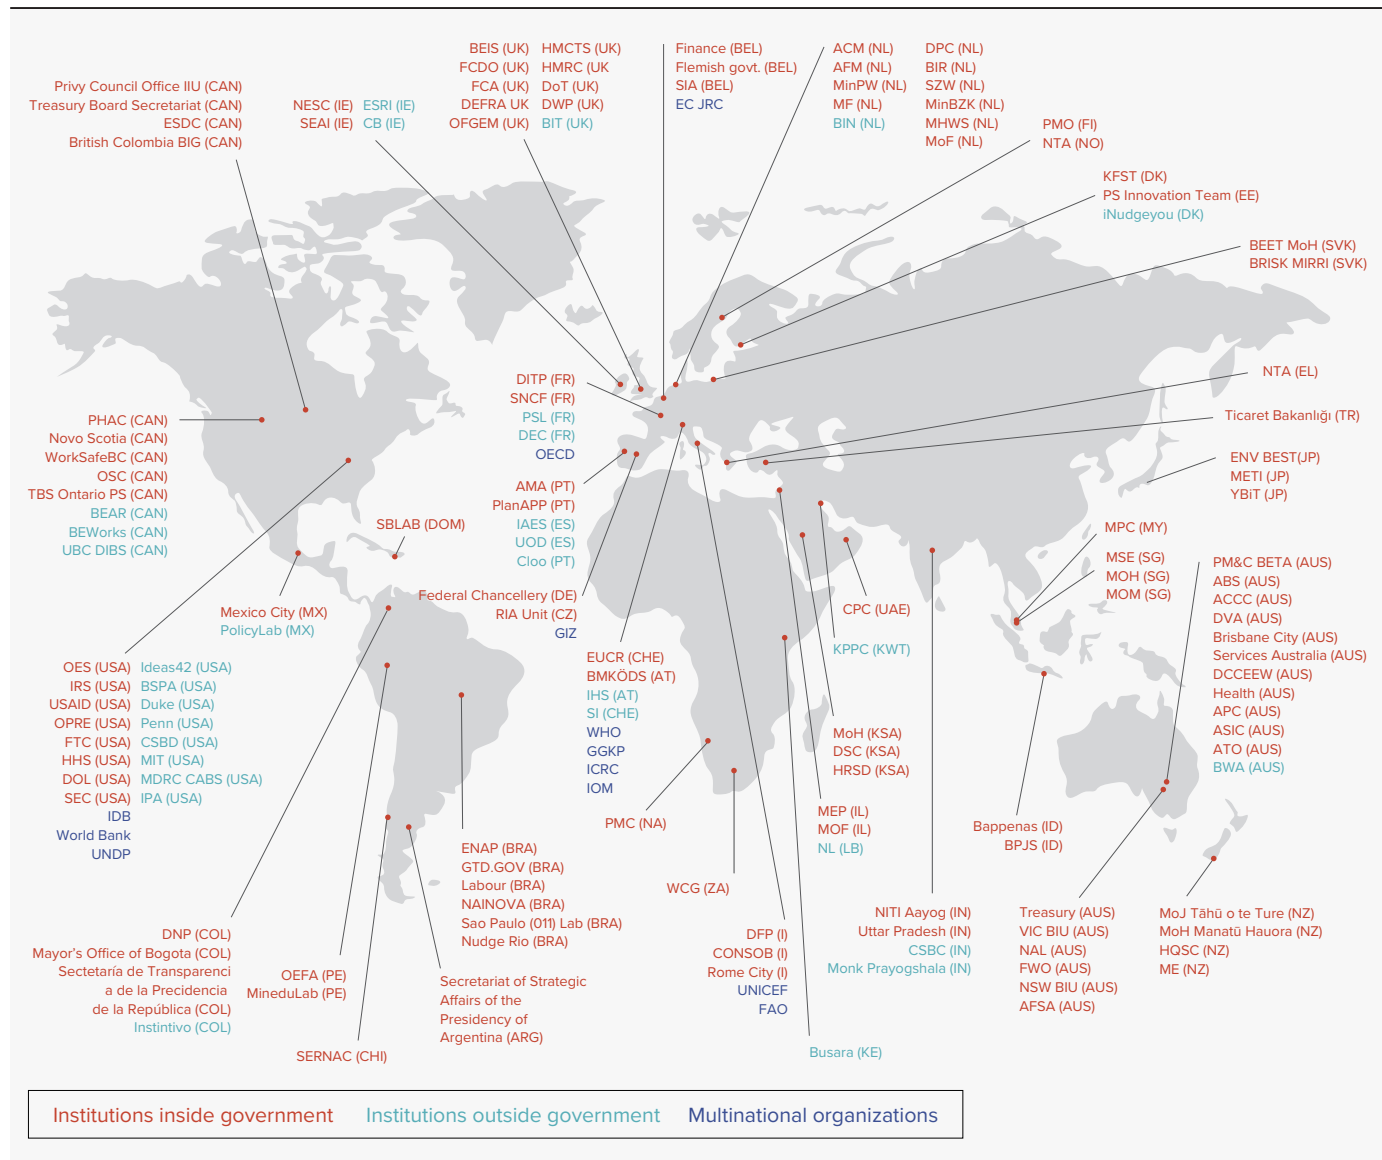 BEIS (UK)
FCDO (UK)
FCA (UK)
DEFRA UK
OFGEM (UK)
HMCTS (UK)
HMRC (UK
DoT (UK)
DWP (UK)
BIT (UK)
Finance (BEL)
Flemish govt. (BEL)
SIA (BEL)
EC JRC
ACM (NL)
AFM (NL)
MinPW (NL)
MF (NL)
BIN (NL)
DPC (NL)
BIR (NL)
SZW (NL)
MinBZK (NL)
MHWS (NL)
MoF (NL)
Privy Council Office IIU (CAN)
Treasury Board Secretariat (CAN)
ESDC (CAN)
British Colombia BIG (CAN)
NESC (IE)
SEAI (IE)
ESRI (IE)
CB (IE)
PMO (FI)
NTA (NO)
KFST (DK)
PS Innovation Team (EE)
iNudgeyou (DK)
BEET MoH (SVK)
BRISK MIRRI (SVK)
NTA (EL)
Ticaret Bakanlığı (TR)
DITP (FR)
SNCF (FR)
PSL (FR)
DEC (FR)
OECD
PHAC (CAN)
Novo Scotia (CAN)
WorkSafeBC (CAN)
OSC (CAN)
TBS Ontario PS (CAN)
BEAR (CAN)
BEWorks (CAN)
UBC DIBS (CAN)
ENV BEST(JP)
METI (JP)
YBiT (JP)
AMA (PT)
PlanAPP (PT)
IAES (ES)
UOD (ES)
Cloo (PT)
SBLAB (DOM)
MPC (MY)
MSE (SG)
MOH (SG)
MOM (SG)
PM&C BETA (AUS)
ABS (AUS)
ACCC (AUS)
DVA (AUS)
Brisbane City (AUS)
Services Australia (AUS)
DCCEEW (AUS)
Health (AUS)
APC (AUS)
ASIC (AUS)
ATO (AUS)
BWA (AUS)
Federal Chancellery (DE)
RIA Unit (CZ)
GIZ
Mexico City (MX)
PolicyLab (MX)
CPC (UAE)
KPPC (KWT)
EUCR (CHE)
BMKÖDS (AT)
IHS (AT)
SI (CHE)
WHO
GGKP
ICRC
IOM
OES (USA)
IRS (USA)
USAID (USA)
OPRE (USA)
FTC (USA)
HHS (USA)
DOL (USA)
SEC (USA)
IDB
World Bank
UNDP
Ideas42 (USA)
BSPA (USA)
Duke (USA)
Penn (USA)
CSBD (USA)
MIT (USA)
MDRC CABS (USA)
IPA (USA)
MoH (KSA)
DSC (KSA)
HRSD (KSA)
MEP (IL)
MOF (IL)
NL (LB)
PMC (NA)
WCG (ZA)
Bappenas (ID)
BPJS (ID)
ENAP (BRA)
GTD.GOV (BRA)
Labour (BRA)
NAINOVA (BRA)
Sao Paulo (011) Lab (BRA)
Nudge Rio (BRA)
DNP (COL)
Mayor's Office of Bogota (COL)
Sectetaría de Transparenci
a de la Precidencia
de la República (COL)
Instintivo (COL)
OEFA (PE)
MineduLab (PE)
SERNAC (CHI)
Secretariat of Strategic
Affairs of the
Presidency of
Argentina (ARG)
DFP (I)
CONSOB (I)
Rome City (I)
UNICEF
FAO
Busara (KE)
NITI Aayog (IN)
Uttar Pradesh (IN)
CSBC (IN)
Monk Prayogshala (IN)
Treasury (AUS)
VIC BIU (AUS)
NAL (AUS)
FWO (AUS)
NSW BIU (AUS)
AFSA (AUS)
MoJ Tāhū o te Ture (NZ)
MoH Manatū Hauora (NZ)
HQSC (NZ)
ME (NZ)
Institutions inside government
Institutions outside government
Multinational organizations